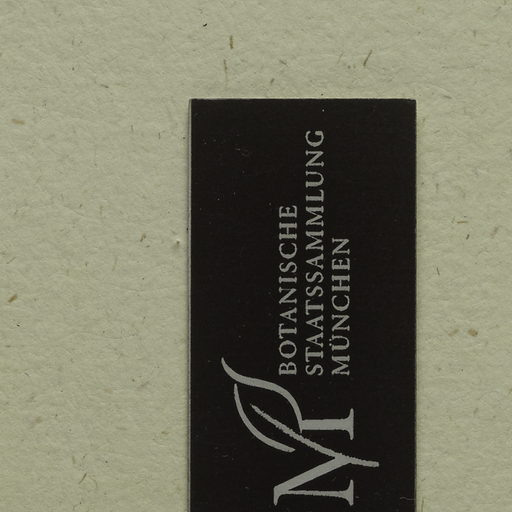 BOTANISCHE
STAATSSAMMLUNG
MÜNCHEN
M